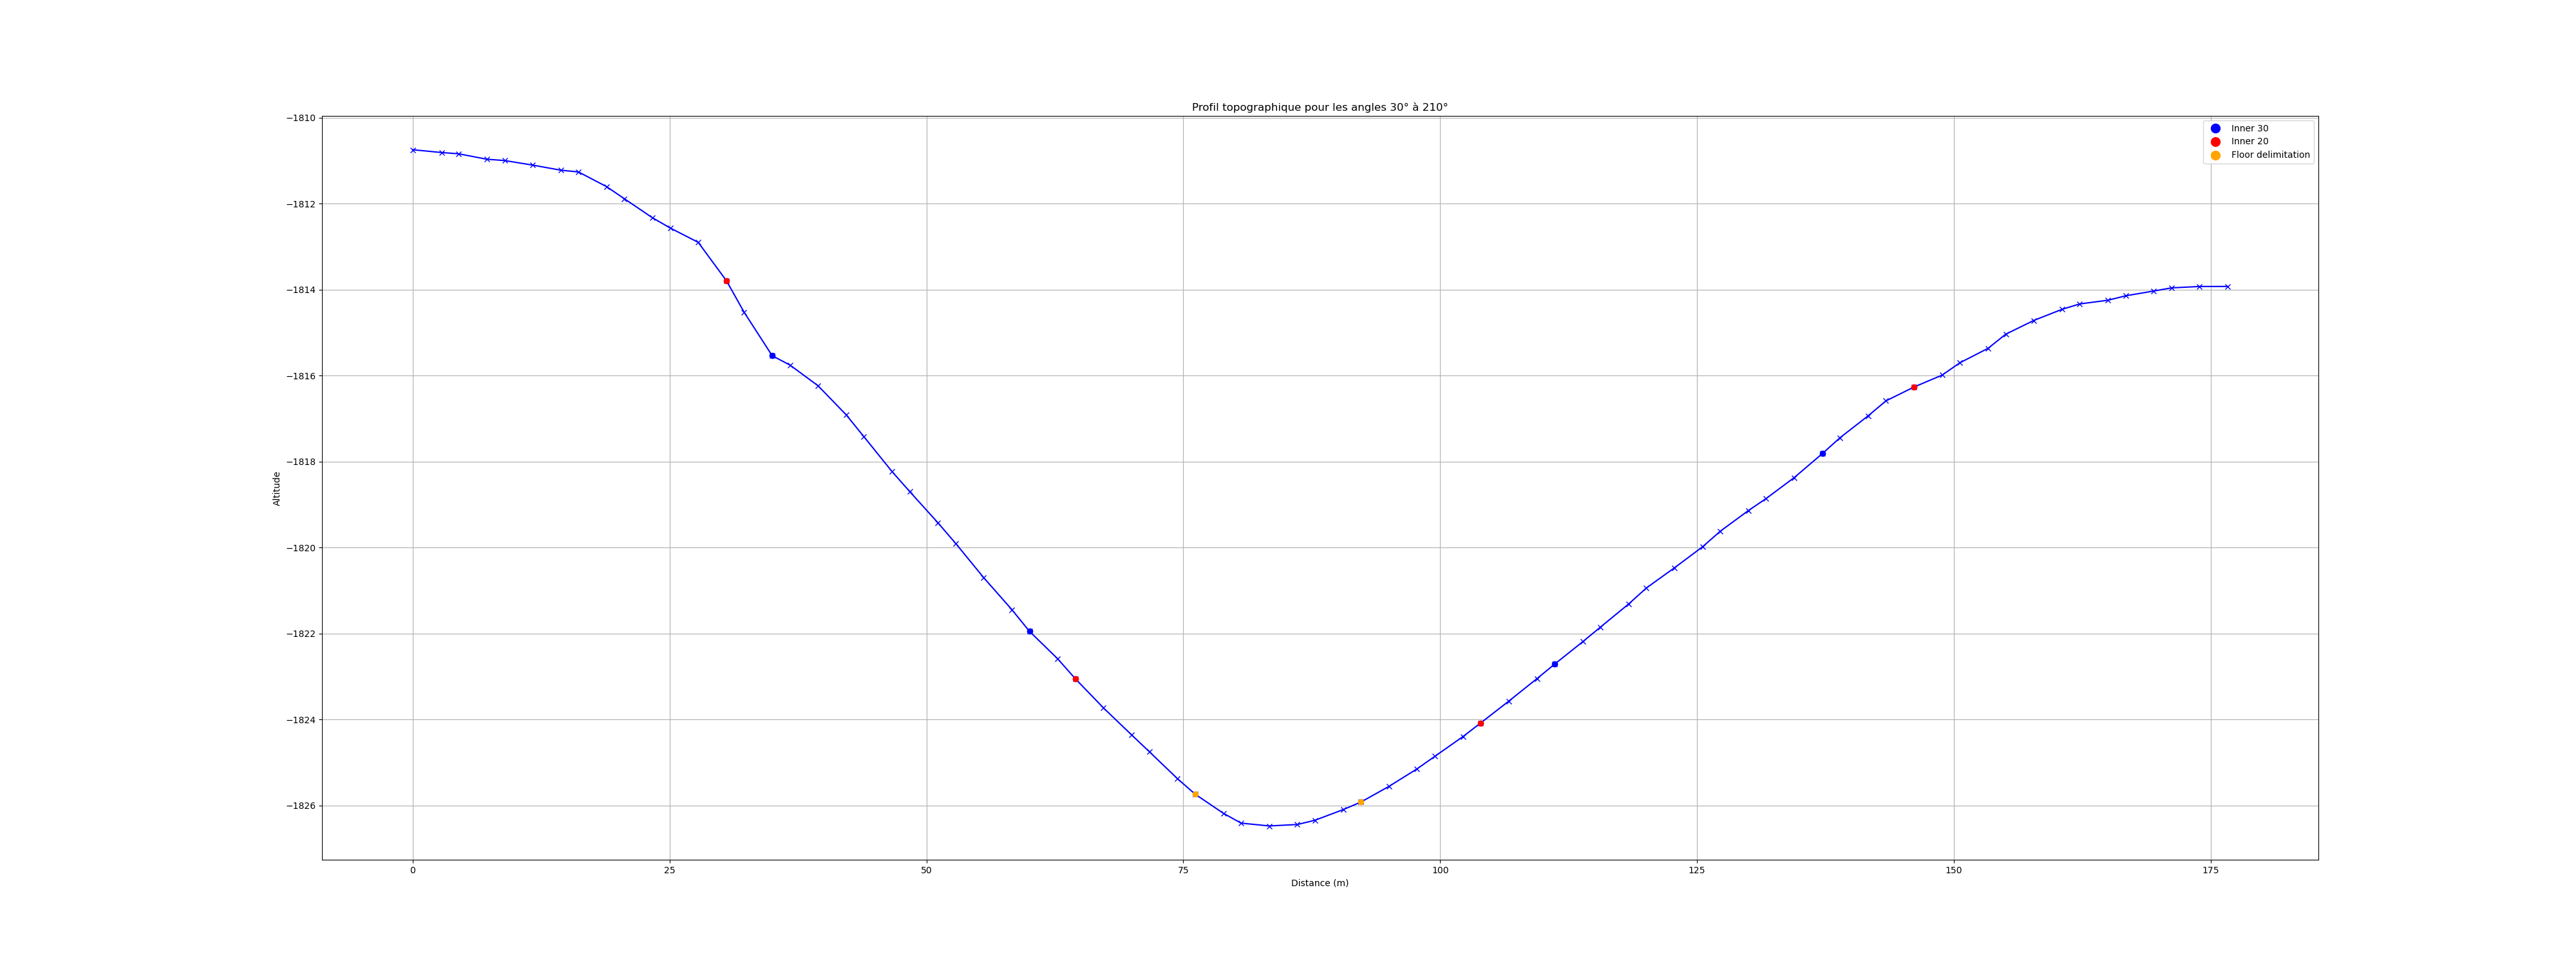 Profil topographique pour les angles 30° à 210°
Inner 30
Inner 20
Floor delimitation
Altitude
−1810
−1812
−1814
−1816
−1818
−1820
−1822
−1824
−1826
0 25 50 75 100 125 150 175
Distance (m)